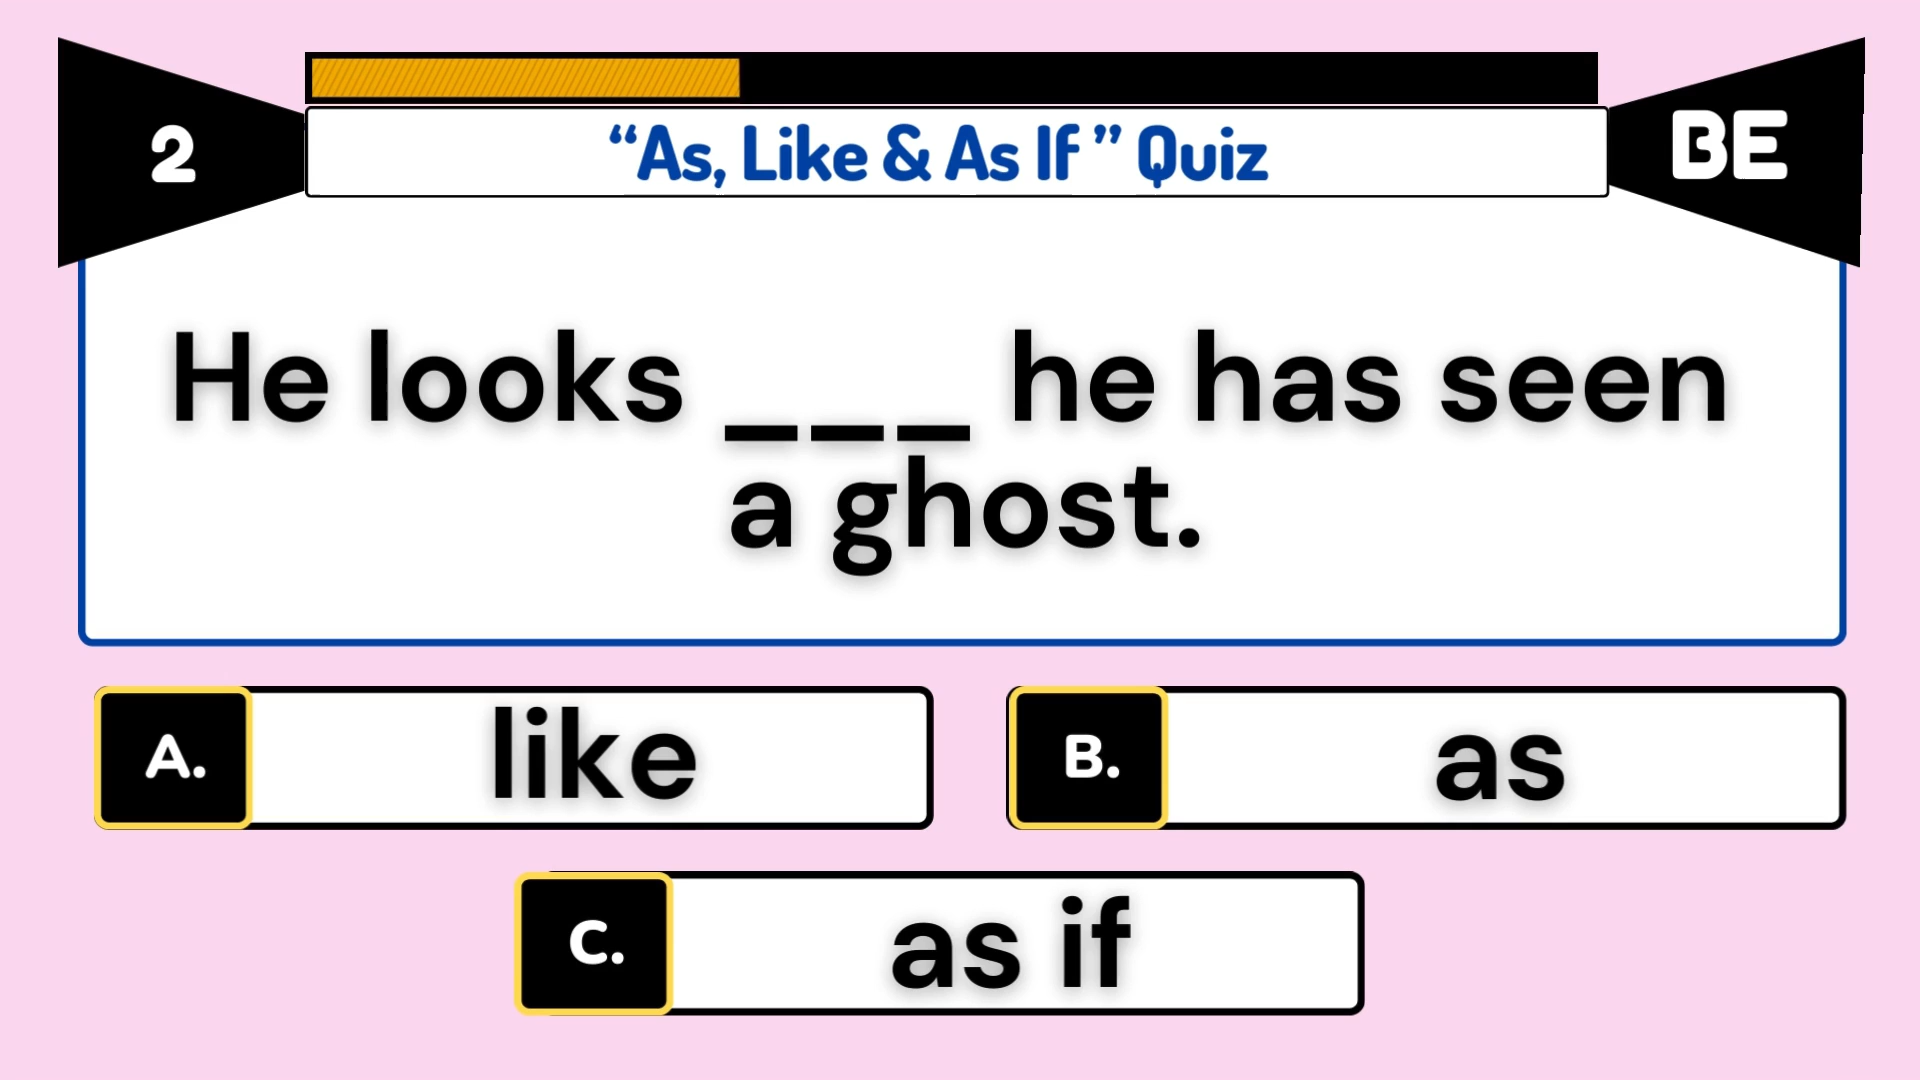 2
“As, Like & As If ” Quiz
BE
He looks ___ he has seen
a ghost.
A. like
B. as
C. as if